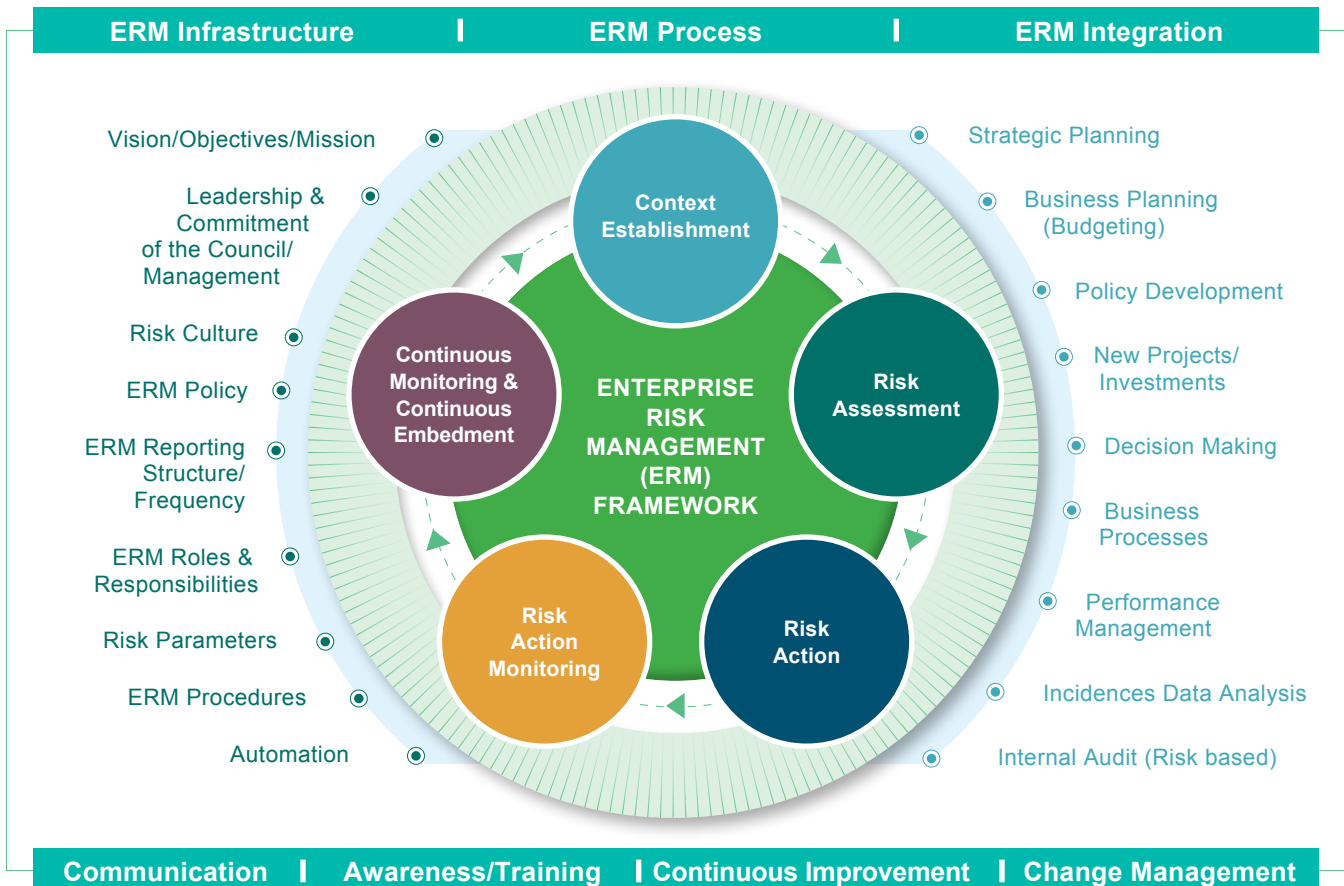 ERM Infrastructure | ERM Process | ERM Integration
Vision/Objectives/Mission
Leadership &
Commitment
of the Council/
Management
Risk Culture
ERM Policy
ERM Reporting
Structure/
Frequency
ERM Roles &
Responsibilities
Risk Parameters
ERM Procedures
Automation
Context
Establishment
Risk
Assessment
Risk
Action
Risk
Action
Monitoring
Continuous
Monitoring &
Continuous
Embedment
ENTERPRISE
RISK
MANAGEMENT
(ERM)
FRAMEWORK
Strategic Planning
Business Planning
(Budgeting)
Policy Development
New Projects/
Investments
Decision Making
Business
Processes
Performance
Management
Incidences Data Analysis
Internal Audit (Risk based)
Communication | Awareness/Training | Continuous Improvement | Change Management